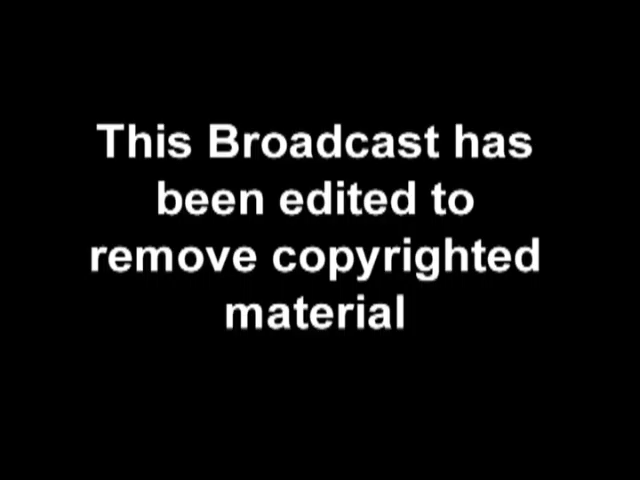 This Broadcast has
been edited to
remove copyrighted
material